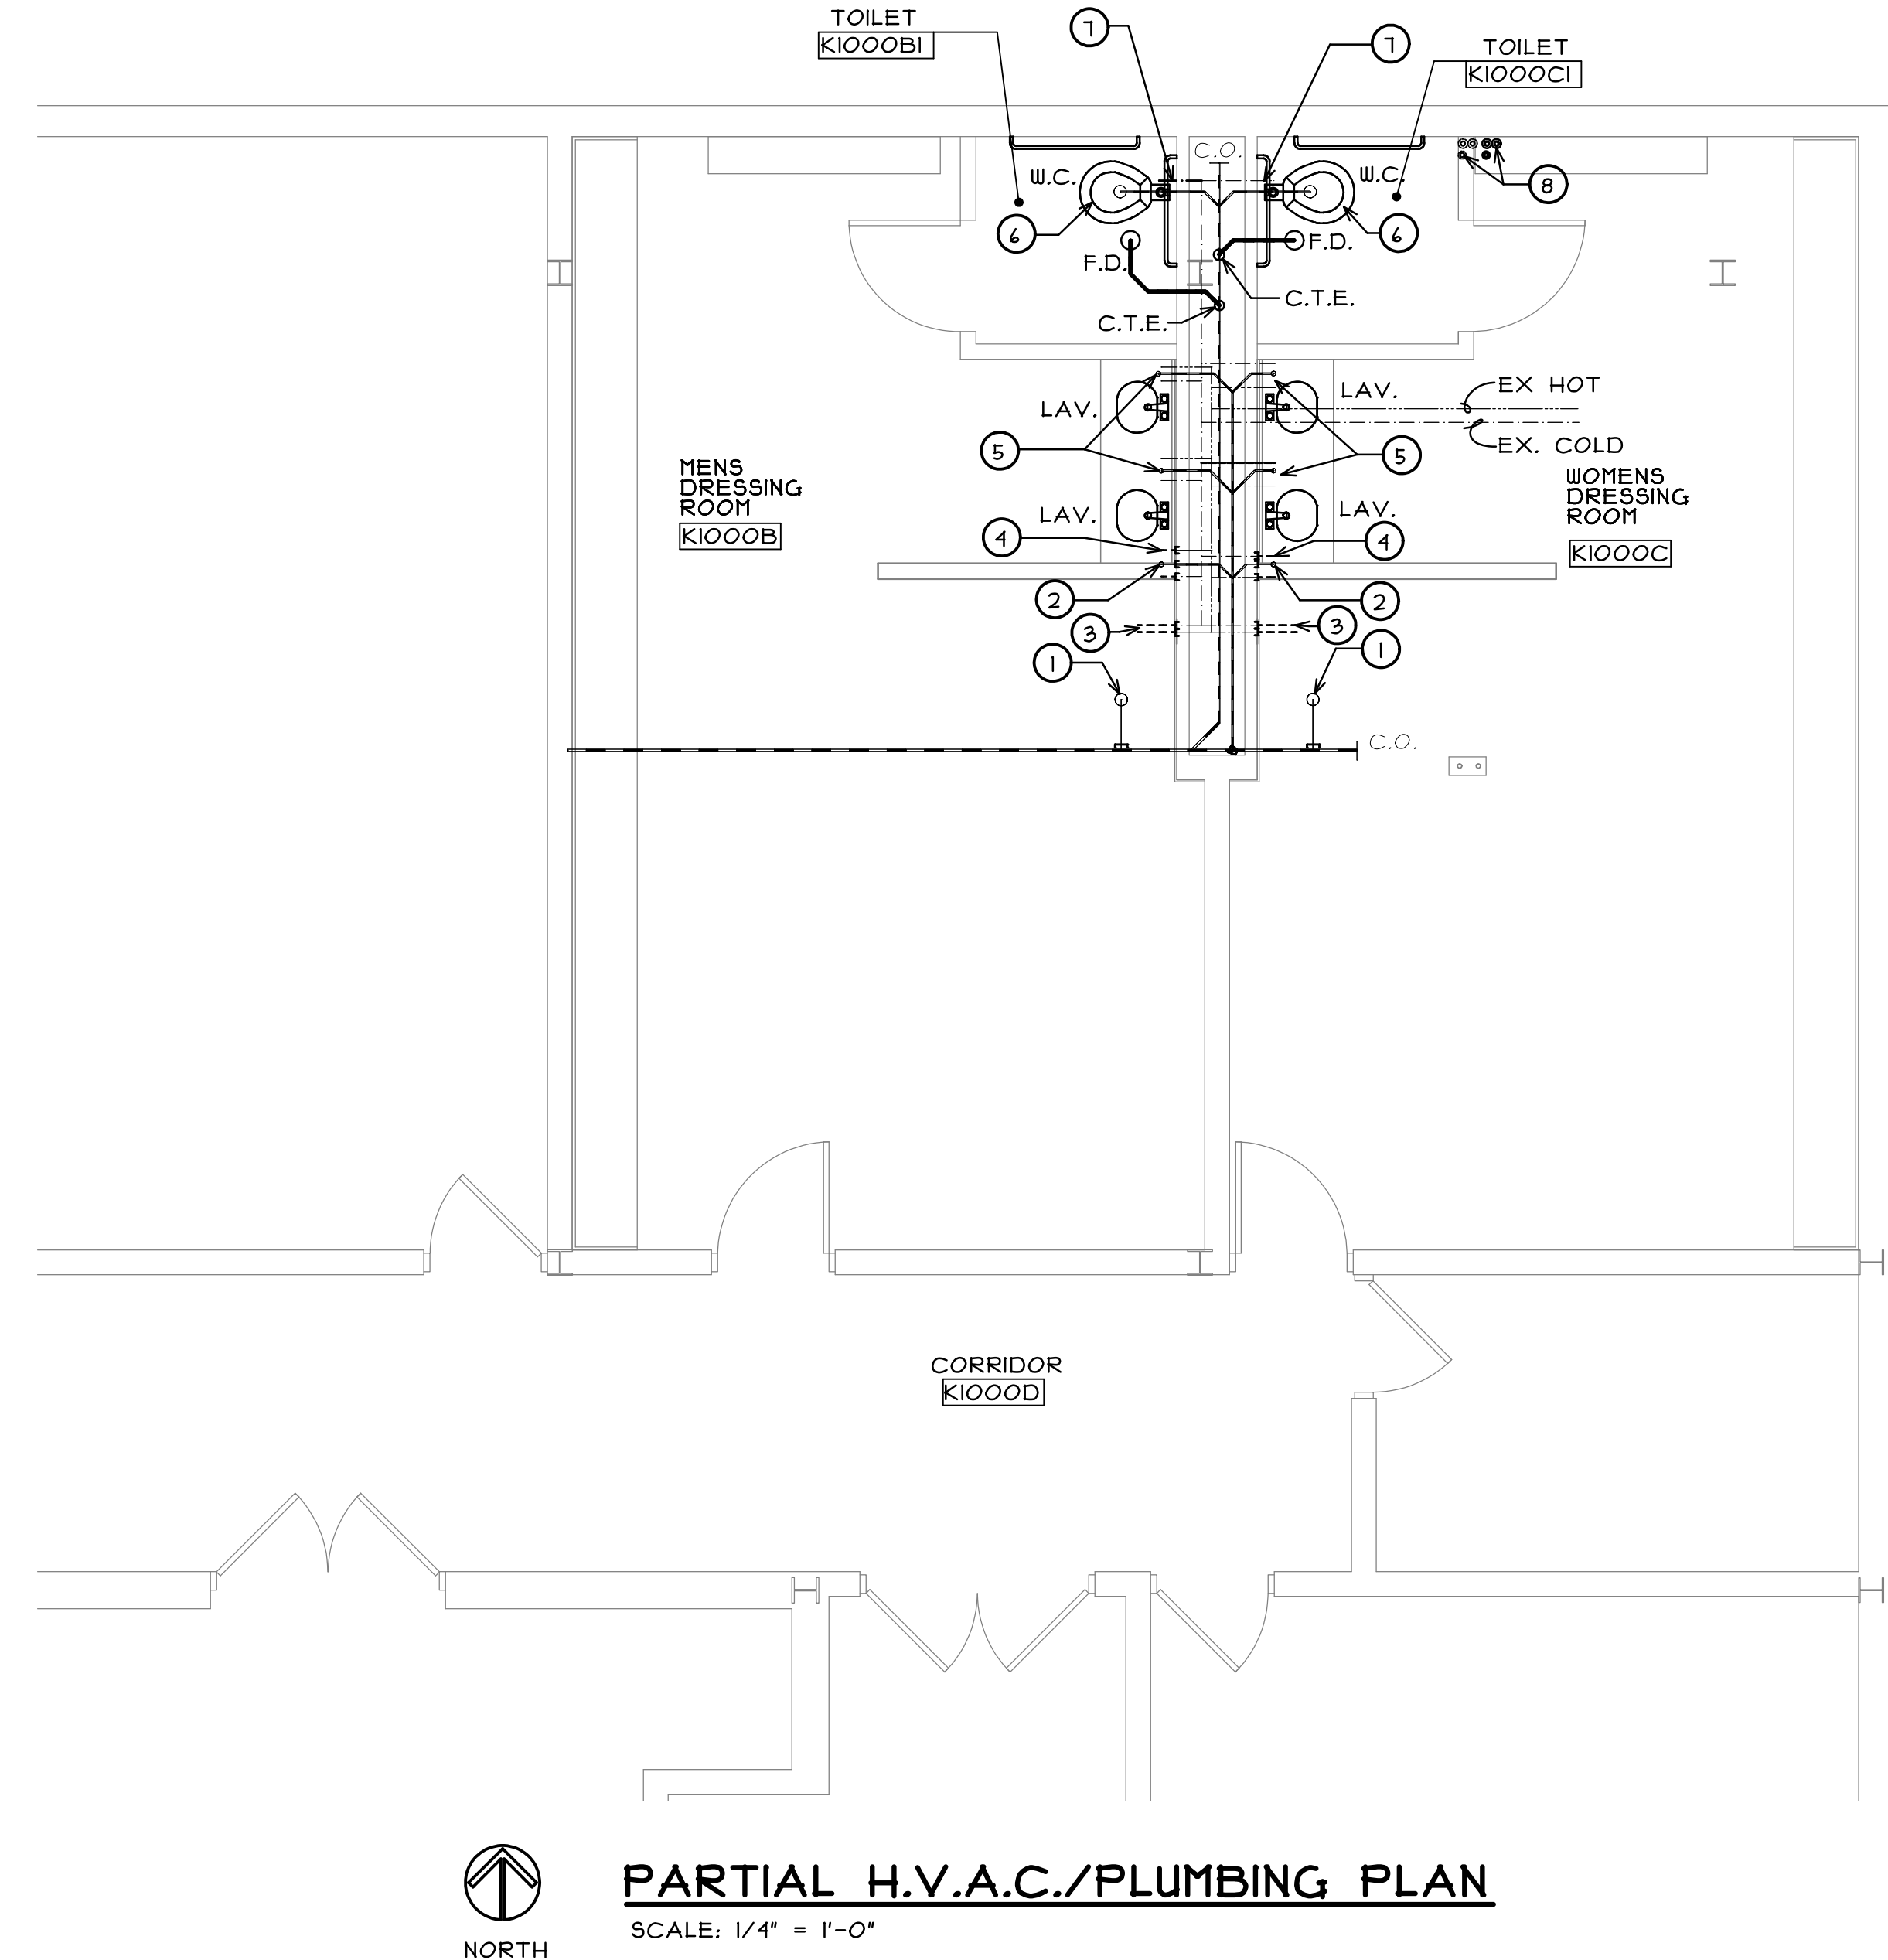 TOILET
K1000B1
7
7
TOILET
K1000C1
C.O.
W.C.
W.C.
8
6
6
F.D.
F.D.
C.T.E.
C.T.E.
EX HOT
LAV.
LAV.
EX. COLD
5
5
MENS
DRESSING
ROOM
K1000B
WOMENS
DRESSING
ROOM
K1000C
LAV.
LAV.
4
4
2
2
3
3
1
1
C.O.
CORRIDOR
K1000D
PARTIAL H.V.A.C./PLUMBING PLAN
SCALE: 1/4" = 1'-0"
NORTH